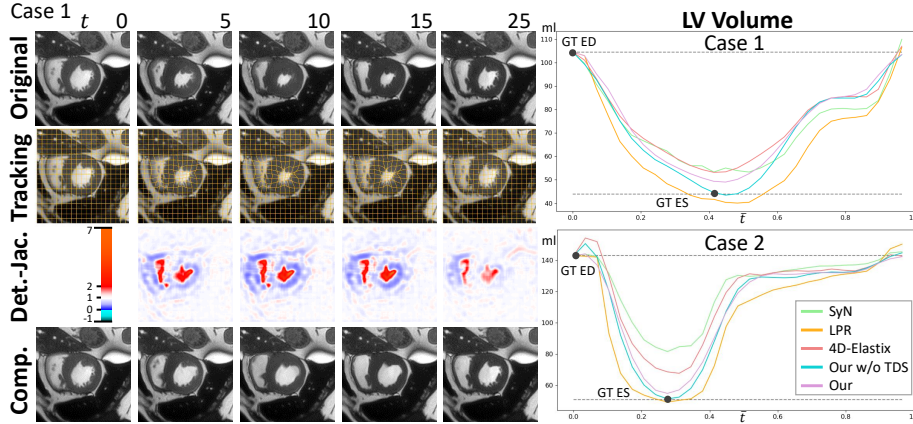 Case 1
t 0 5 10 15 25
Original
Tracking
Det.-Jac.
7
2
1
0
-1
Comp.
LV Volume
ml
Case 1
110
100
90
80
70
60
50
40
GT ED
GT ES
0.0 0.2 0.4 0.6 0.8 1
t̄
ml
Case 2
140
120
100
80
60
GT ED
GT ES
SyN
LPR
4D-Elastix
Our w/o TDS
Our
0.0 0.2 0.4 0.6 0.8 1.
t̄